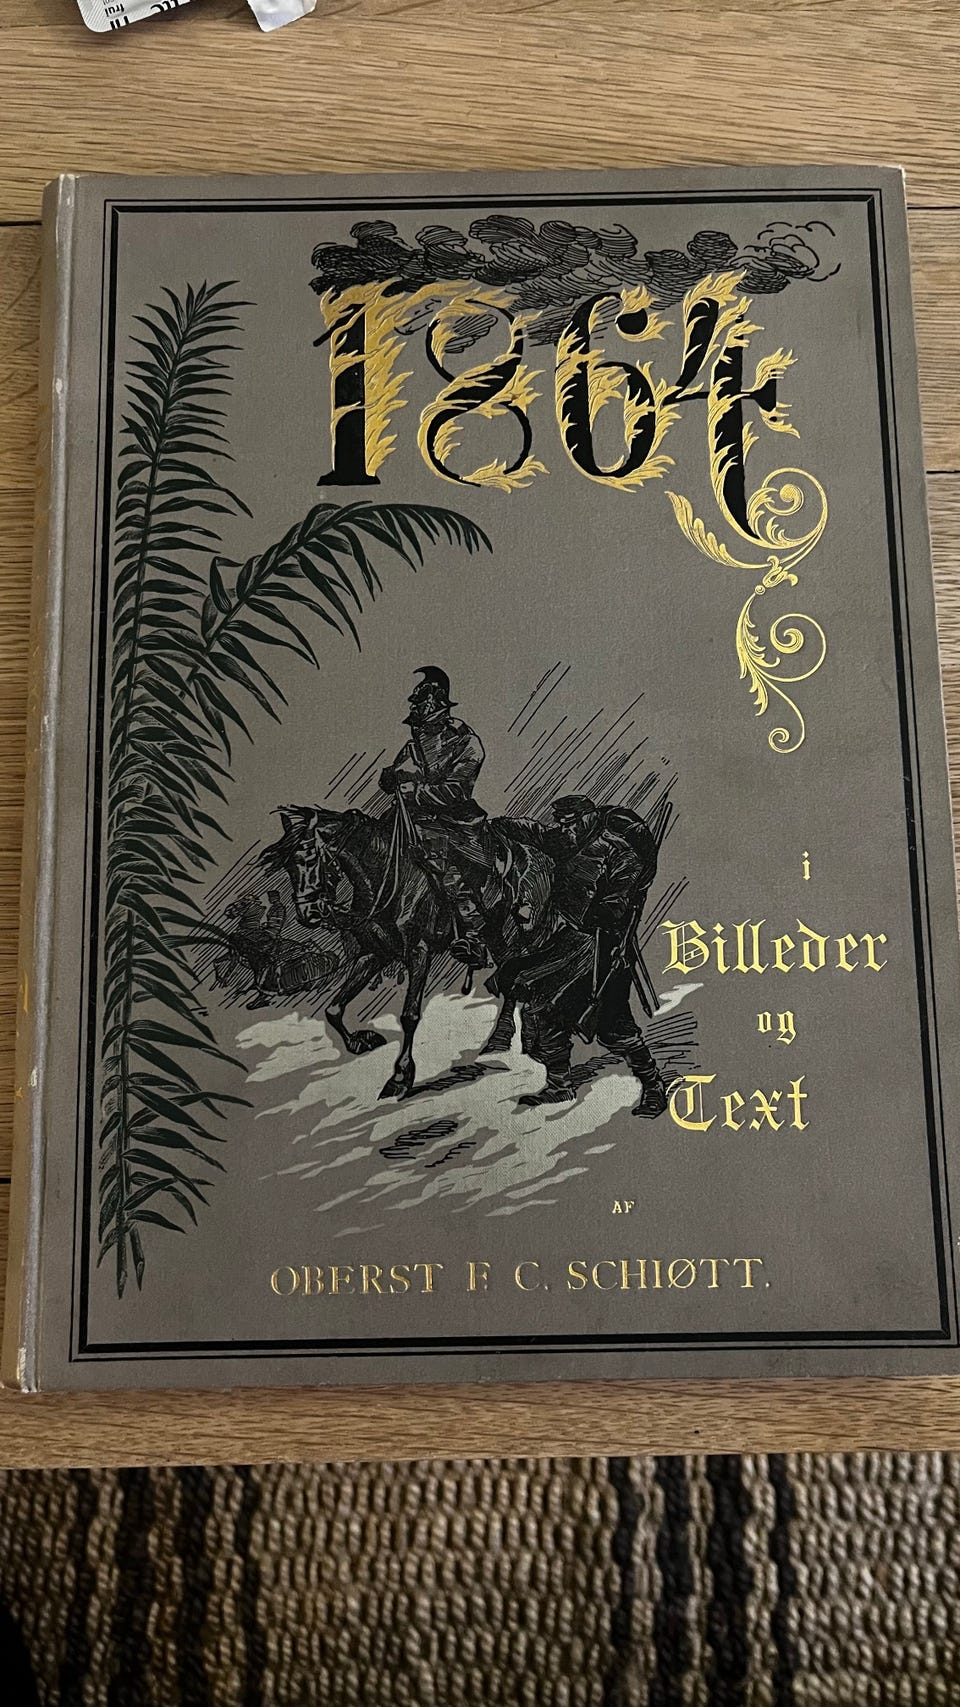 1864
i
Billeder
og
Text
AF
OBERST F. C. SCHIØTT.